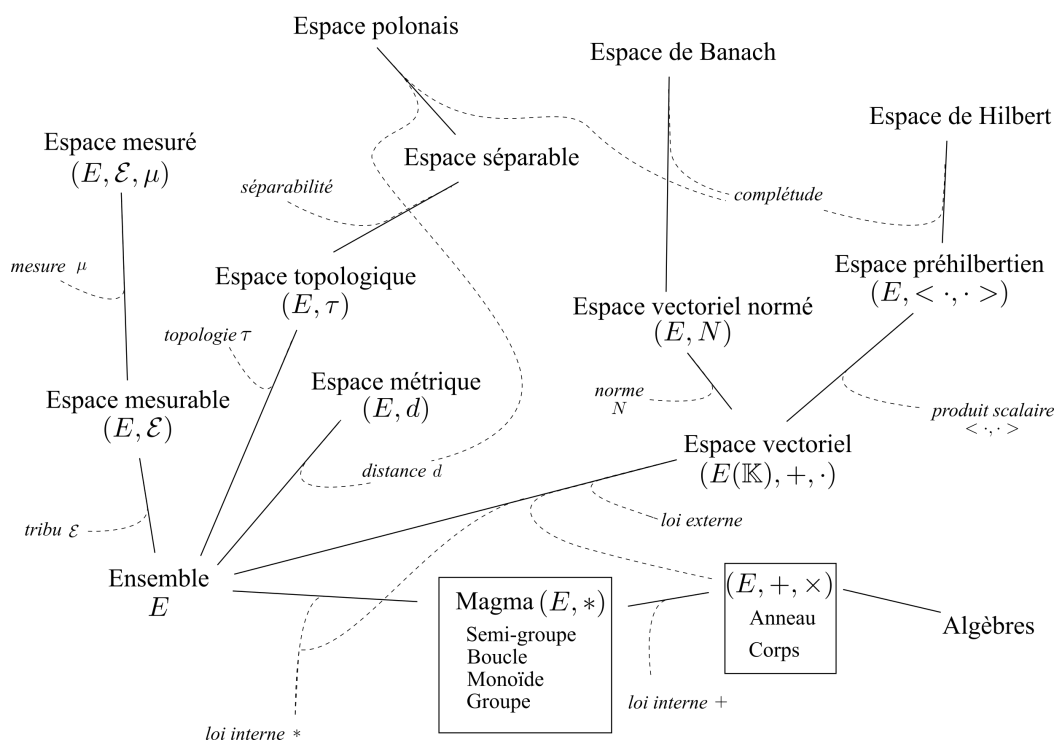 Espace polonais
Espace de Banach
Espace de Hilbert
Espace mesuré
(E, ℰ, μ)
Espace séparable
séparabilité
complétude
mesure μ
Espace topologique
(E, τ)
Espace préhilbertien
(E, < ·, · >)
Espace vectoriel normé
(E, N)
topologie τ
Espace métrique
(E, d)
Espace mesurable
(E, ℰ)
norme
N
produit scalaire
< ·, · >
Espace vectoriel
(E(𝕂), +, ·)
distance d
tribu ℰ
loi externe
Ensemble
E
Magma (E, ∗)
Semi-groupe
Boucle
Monoïde
Groupe
(E, +, ×)
Anneau
Corps
Algèbres
loi interne +
loi interne ∗